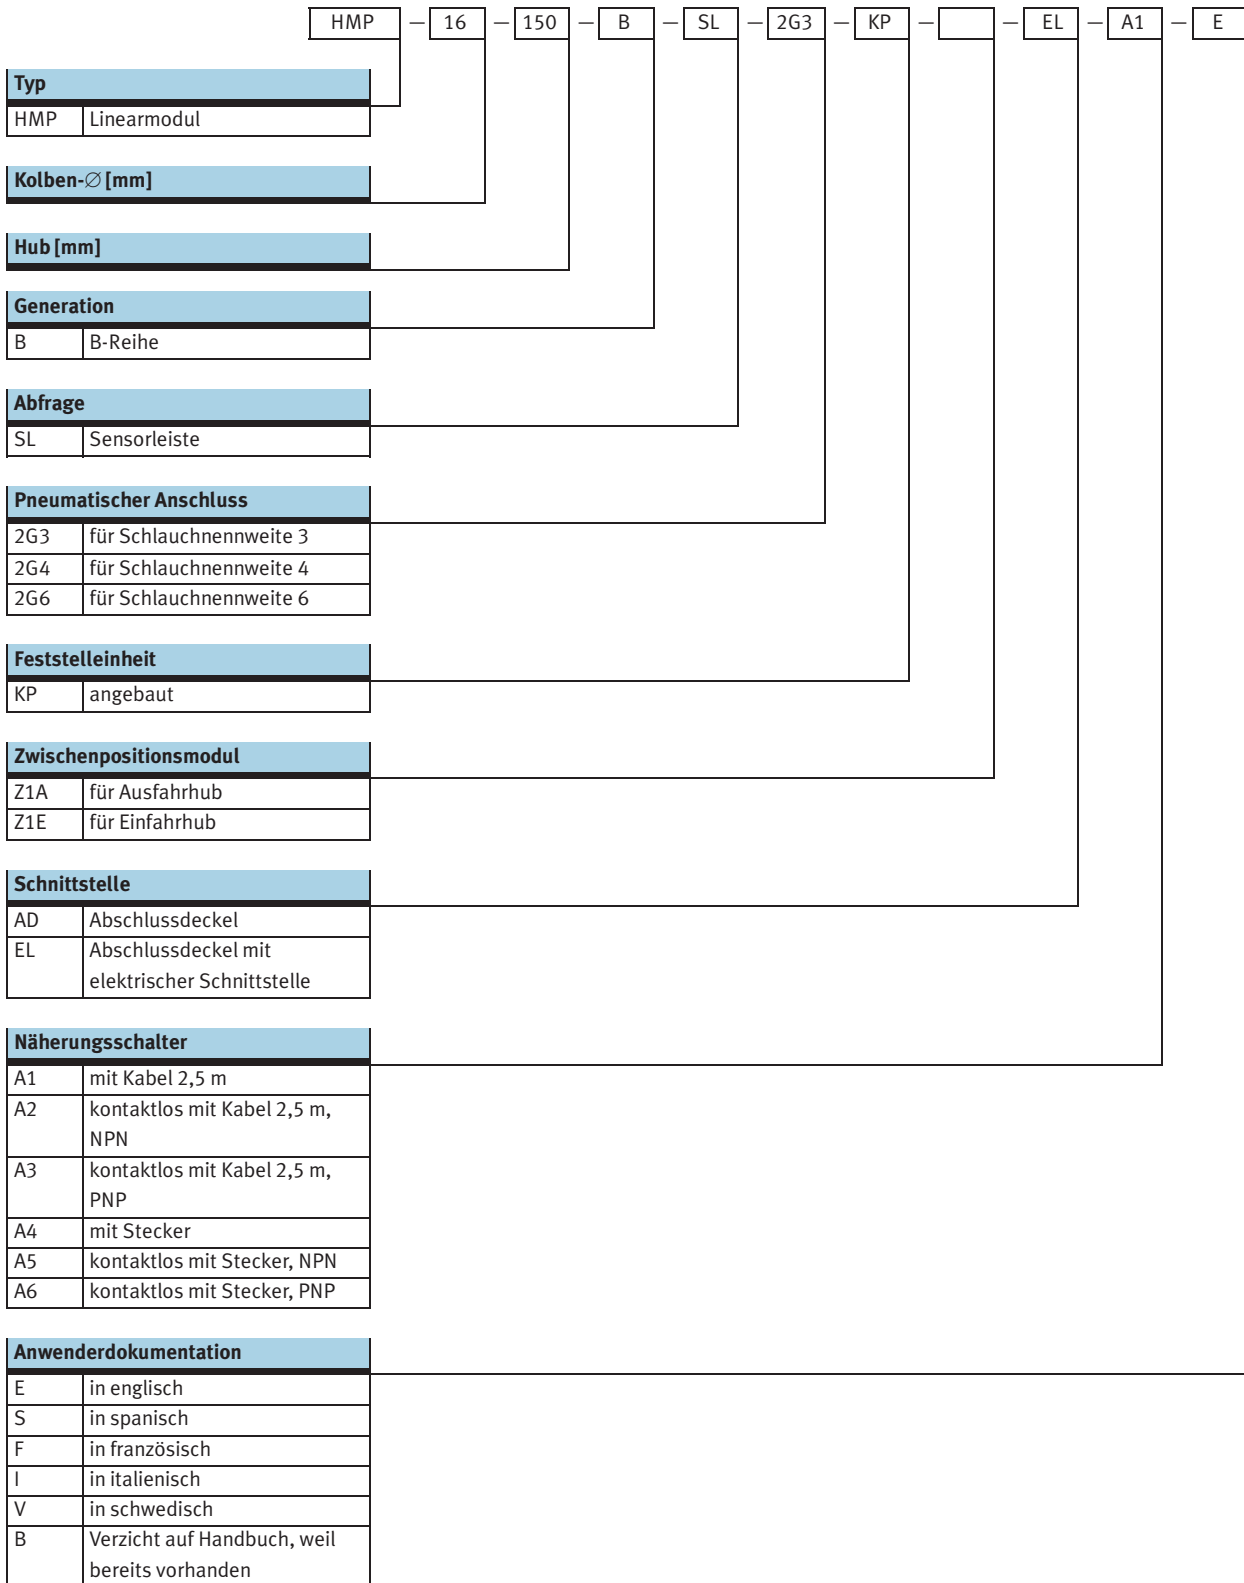 HMP — 16 — 150 — B — SL — 2G3 — KP — — EL — A1 — E
Typ
HMP Linearmodul
Kolben-∅ [mm]
Hub [mm]
Generation
B B-Reihe
Abfrage
SL Sensorleiste
Pneumatischer Anschluss
2G3 für Schlauchnennweite 3
2G4 für Schlauchnennweite 4
2G6 für Schlauchnennweite 6
Feststelleinheit
KP angebaut
Zwischenpositionsmodul
Z1A für Ausfahrhub
Z1E für Einfahrhub
Schnittstelle
AD Abschlussdeckel
EL Abschlussdeckel mit
elektrischer Schnittstelle
Näherungsschalter
A1 mit Kabel 2,5 m
A2 kontaktlos mit Kabel 2,5 m,
NPN
A3 kontaktlos mit Kabel 2,5 m,
PNP
A4 mit Stecker
A5 kontaktlos mit Stecker, NPN
A6 kontaktlos mit Stecker, PNP
Anwenderdokumentation
E in englisch
S in spanisch
F in französisch
I in italienisch
V in schwedisch
B Verzicht auf Handbuch, weil
bereits vorhanden